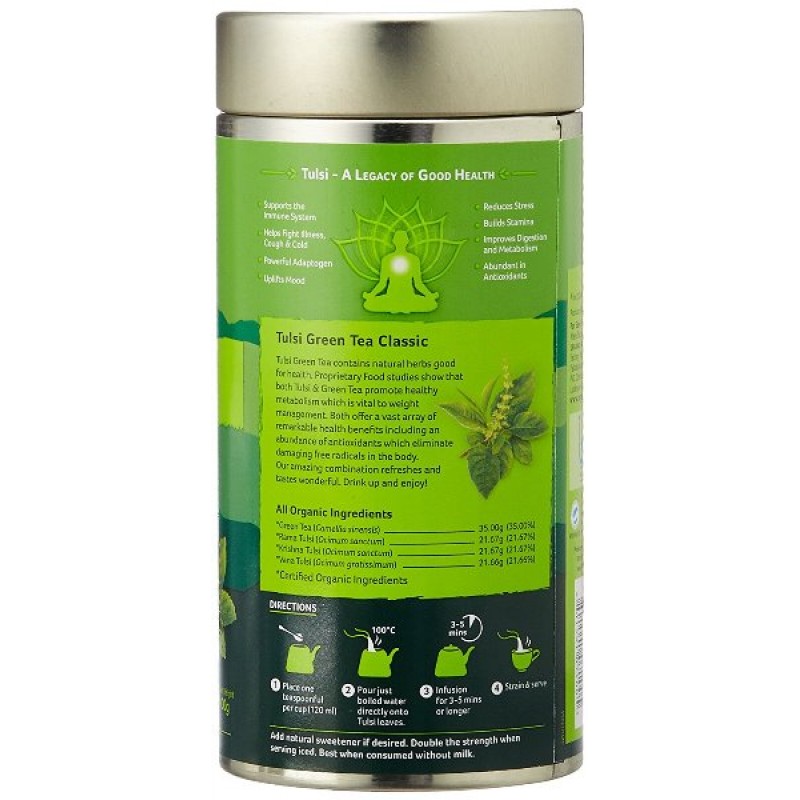 Tulsi – A Legacy of Good Health
Supports the
Immune System
Helps Fight Illness,
Cough & Cold
Powerful Adaptogen
Uplifts Mood
Reduces Stress
Builds Stamina
Improves Digestion
and Metabolism
Abundant in
Antioxidants
Tulsi Green Tea Classic
Tulsi Green Tea contains natural herbs good
for health. Proprietary Food studies show that
both Tulsi & Green Tea promote healthy
metabolism which is vital to weight
management. Both offer a vast array of
remarkable health benefits including an
abundance of antioxidants which eliminate
damaging free radicals in the body.
Our amazing combination refreshes and
tastes wonderful. Drink up and enjoy!
All Organic Ingredients
*Green Tea (Camellia sinensis) 35.00g (35.00%)
*Rama Tulsi (Ocimum sanctum) 21.67g (21.67%)
*Krishna Tulsi (Ocimum sanctum) 21.67g (21.67%)
*Vana Tulsi (Ocimum gratissimum) 21.66g (21.66%)
*Certified Organic Ingredients
DIRECTIONS
100°C
3-5
mins
1 Place one
teaspoonful
per cup (120 ml)
2 Pour just
boiled water
directly onto
Tulsi leaves.
3 Infusion
for 3-5 mins
or longer
4 Strain & serve
Add natural sweetener if desired. Double the strength when
serving iced. Best when consumed without milk.